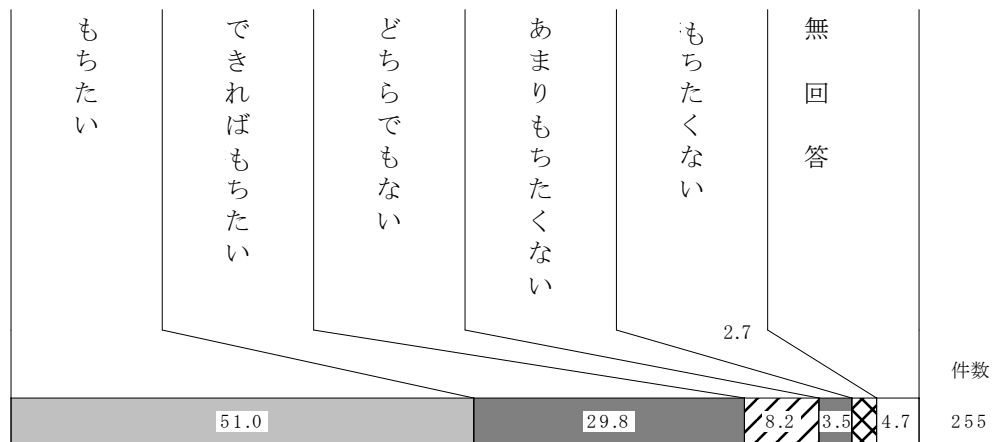 もちたい
できればもちたい
どちらでもない
あまりもちたくない
もちたくない
無回答
2.7
件数
51.0
29.8
8.2
3.5
4.7
255